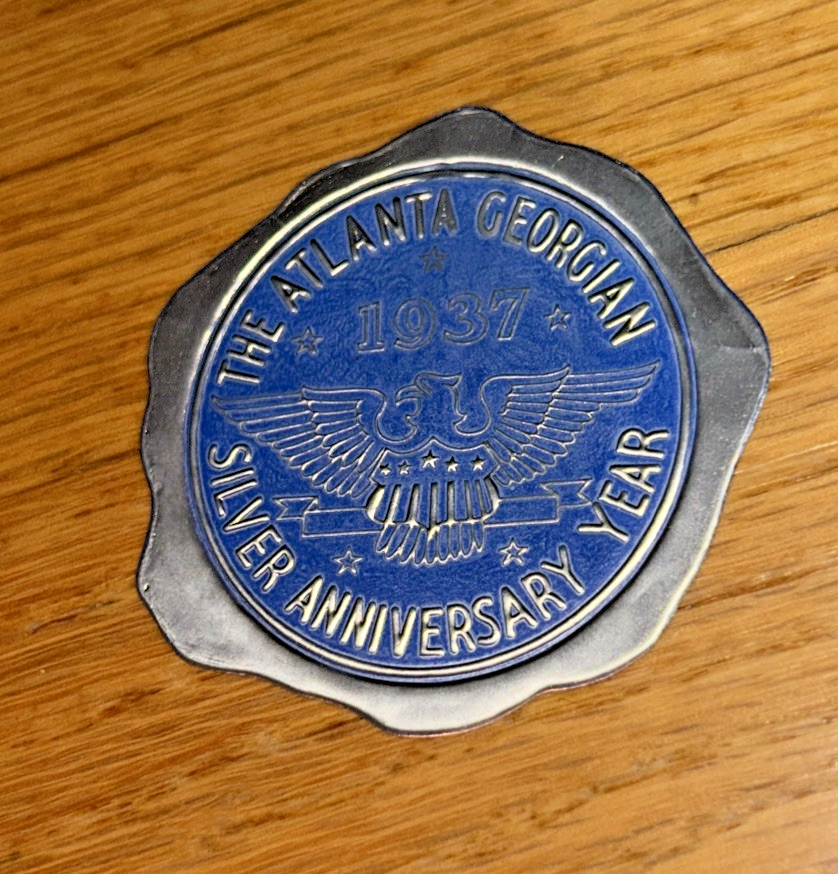 THE ATLANTA GEORGIAN
1937
SILVER ANNIVERSARY YEAR